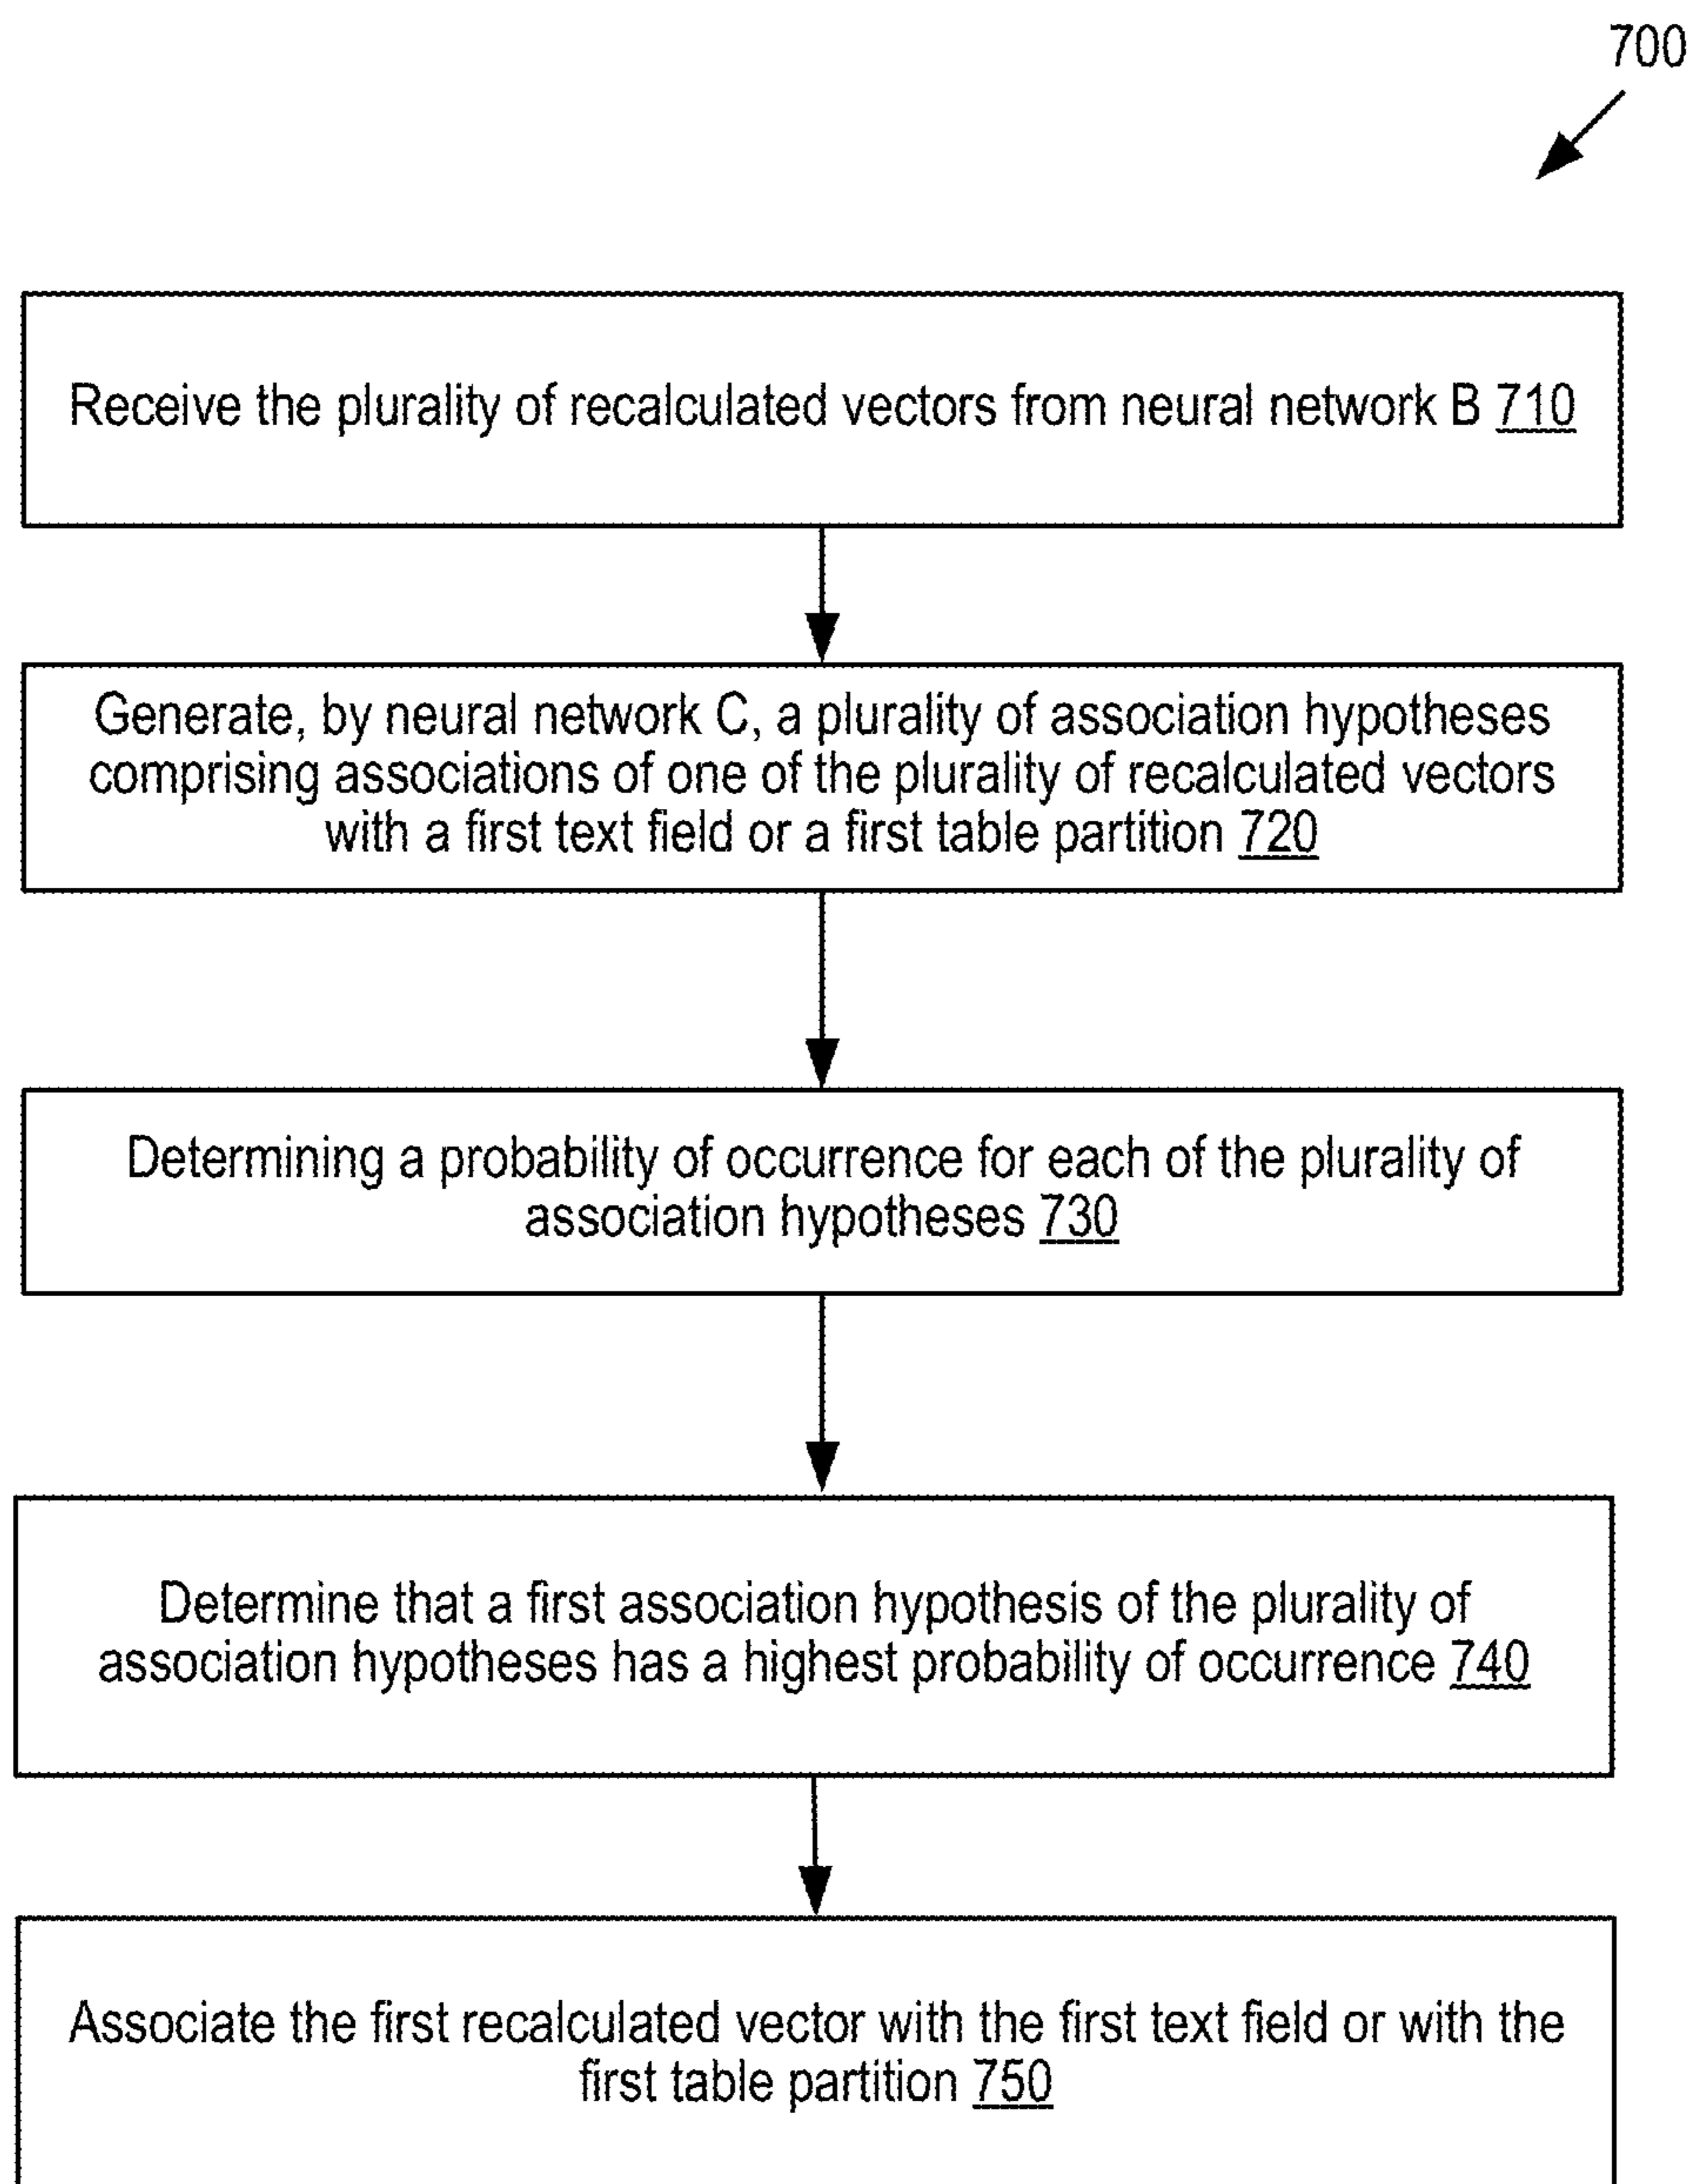 700
Receive the plurality of recalculated vectors from neural network B 710
Generate, by neural network C, a plurality of association hypotheses
comprising associations of one of the plurality of recalculated vectors
with a first text field or a first table partition 720
Determining a probability of occurrence for each of the plurality of
association hypotheses 730
Determine that a first association hypothesis of the plurality of
association hypotheses has a highest probability of occurrence 740
Associate the first recalculated vector with the first text field or with the
first table partition 750